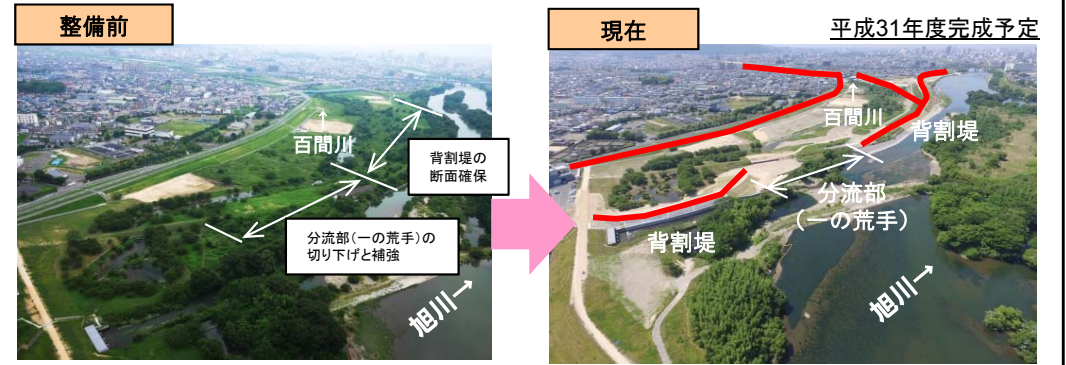 整備前
↑
百間川
背割堤の
断面確保
分流部（一の荒手）の
切り下げと補強
旭川→
現在
平成31年度完成予定
↑
百間川
背割堤
分流部
（一の荒手）
背割堤
旭川→